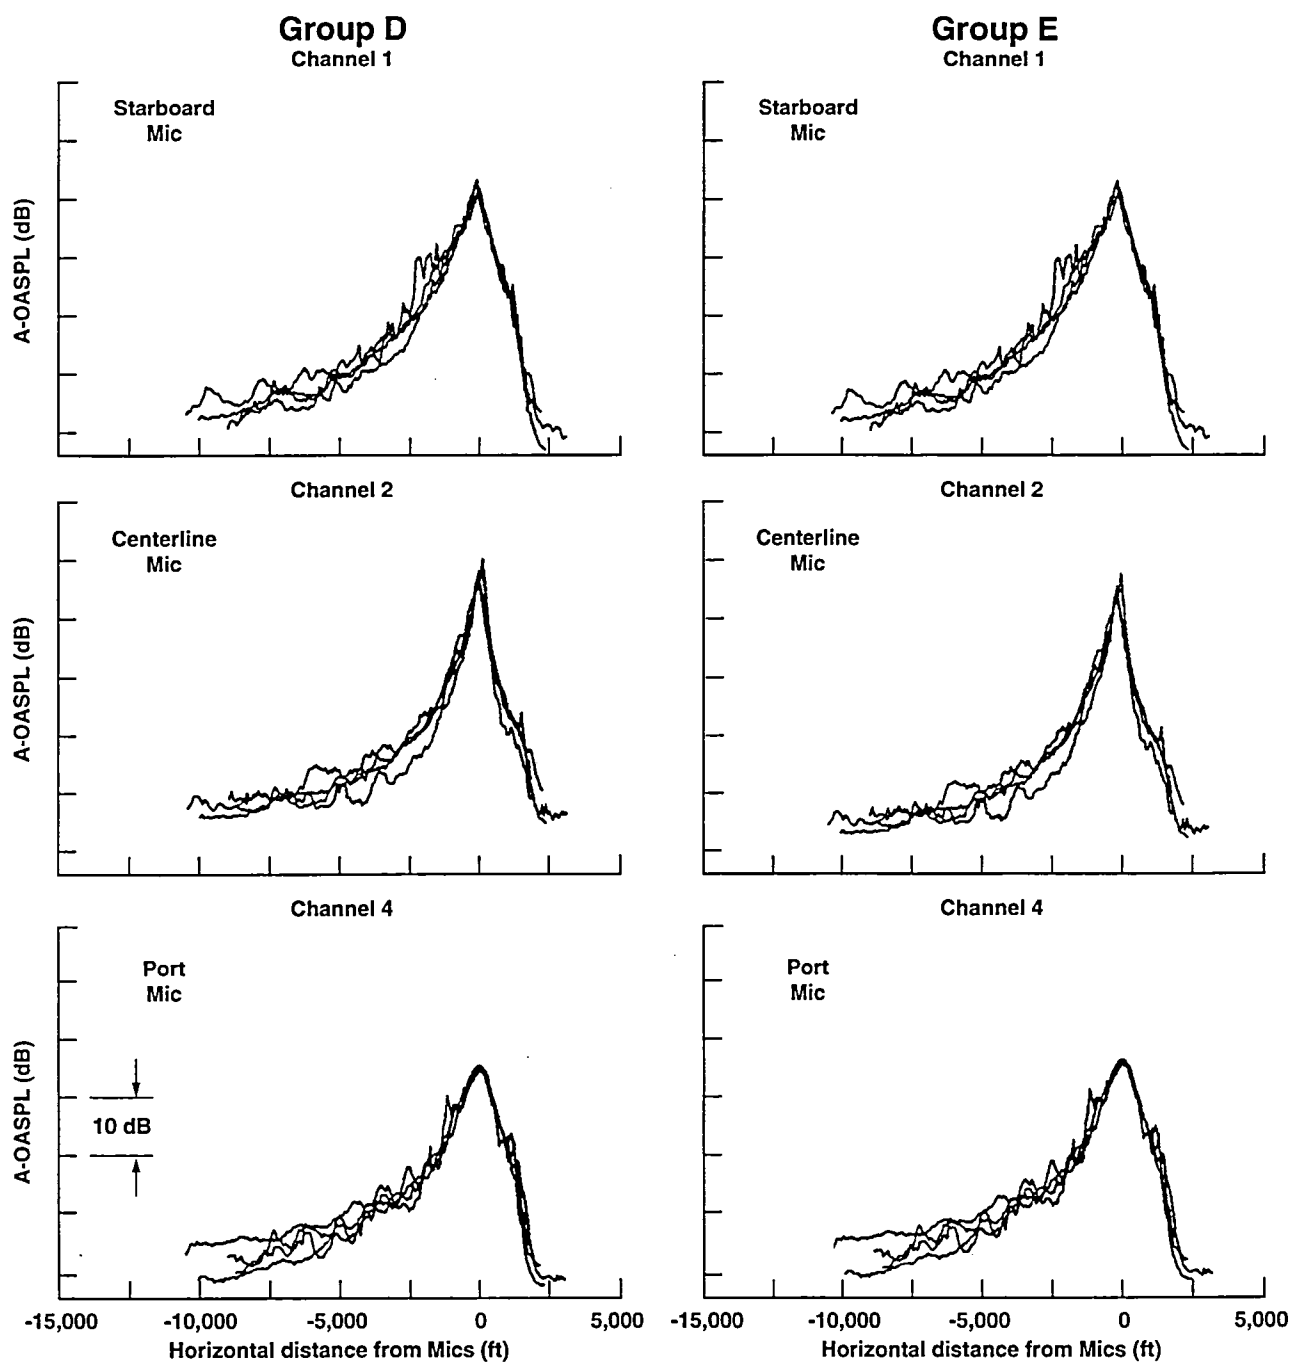 Group D
Channel 1
Group E
Channel 1
Starboard
Mic
Starboard
Mic
A-OASPL (dB)
Channel 2
Channel 2
Centerline
Mic
Centerline
Mic
A-OASPL (dB)
Channel 4
Channel 4
Port
Mic
Port
Mic
A-OASPL (dB)
10 dB
-15,000 -10,000 -5,000 0 5,000
Horizontal distance from Mics (ft)
-15,000 -10,000 -5,000 0 5,000
Horizontal distance from Mics (ft)